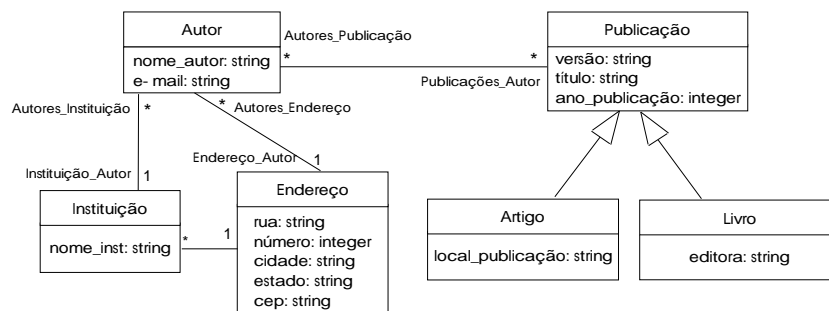 Autor
nome_autor: string
e- mail: string
Autores_Publicação
*
*
Publicações_Autor
Publicação
versão: string
título: string
ano_publicação: integer
Autores_Instituição
*
*
Autores_Endereço
Instituição_Autor
1
Endereço_Autor
1
Instituição
nome_inst: string
*
1
Endereço
rua: string
número: integer
cidade: string
estado: string
cep: string
Artigo
local_publicação: string
Livro
editora: string